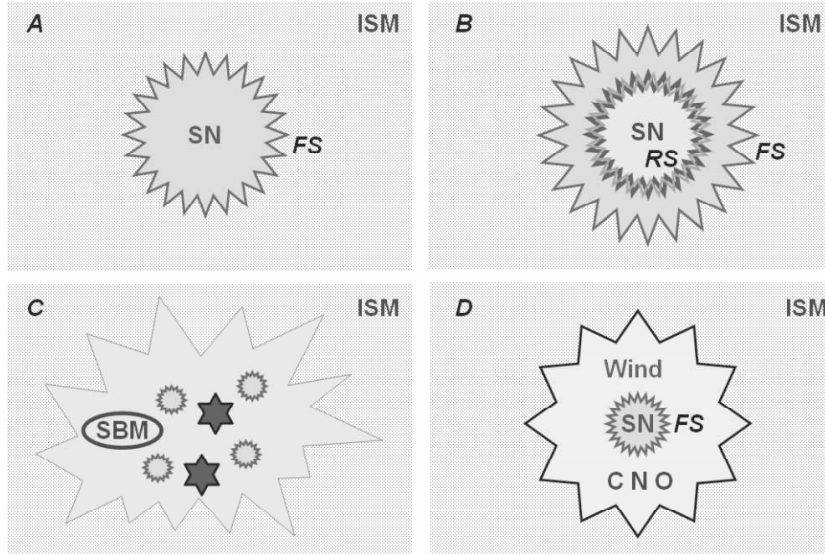 A ISM
SN
FS
B ISM
SN
RS
FS
C ISM
SBM
D ISM
Wind
SN FS
C N O